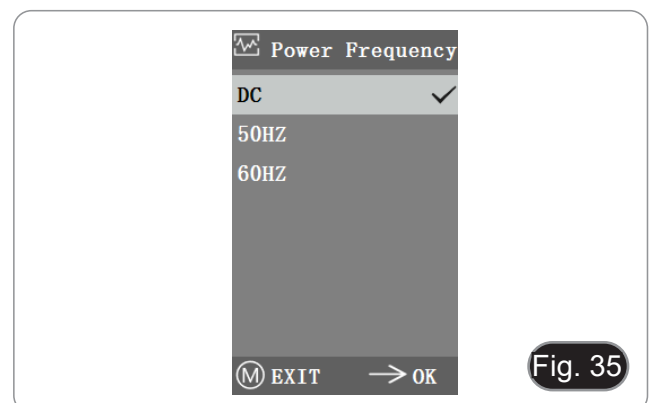 Power Frequency
DC
50HZ
60HZ
M EXIT → OK
Fig. 35